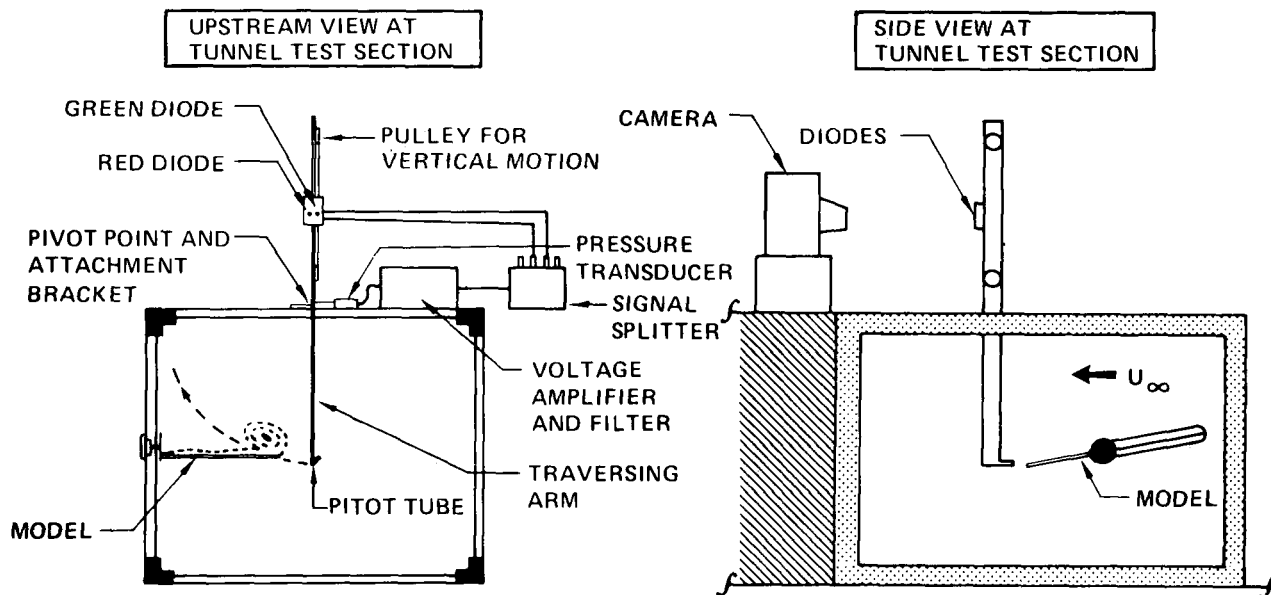 UPSTREAM VIEW AT
TUNNEL TEST SECTION
GREEN DIODE
RED DIODE
PULLEY FOR
VERTICAL MOTION
PIVOT POINT AND
ATTACHMENT
BRACKET
PRESSURE
TRANSDUCER
SIGNAL
SPLITTER
VOLTAGE
AMPLIFIER
AND FILTER
TRAVERSING
ARM
PITOT TUBE
MODEL
SIDE VIEW AT
TUNNEL TEST SECTION
CAMERA
DIODES
U∞
MODEL